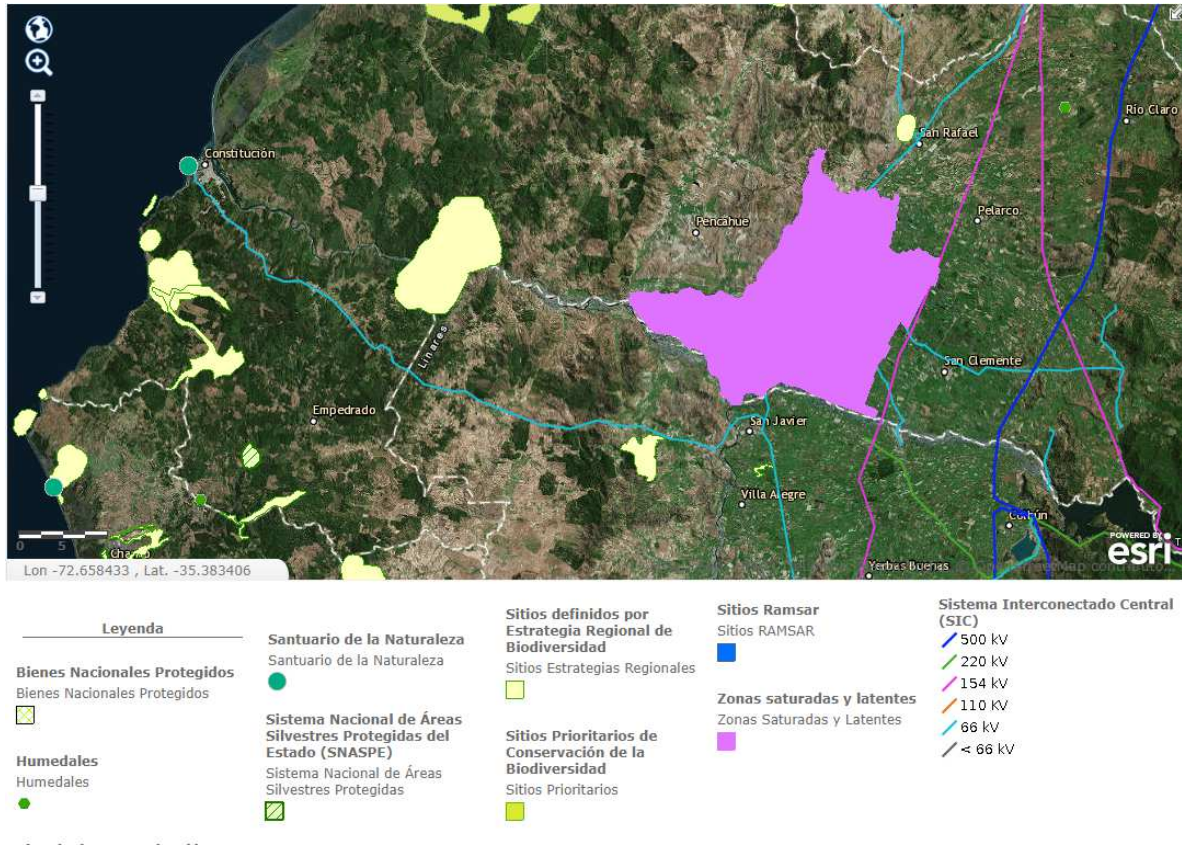 Constitución
San Rafael
Río Claro
Pencahue
Pelarco
Linares
San Clemente
Empedrado
San Javier
Villa Alegre
Yerbas Buenas
POWERED BY
esri
0 5
Lon -72.658433 , Lat. -35.383406
Leyenda
Bienes Nacionales Protegidos
Bienes Nacionales Protegidos
Humedales
Humedales
Santuario de la Naturaleza
Santuario de la Naturaleza
Sistema Nacional de Áreas
Silvestres Protegidas del
Estado (SNASPE)
Sistema Nacional de Áreas
Silvestres Protegidas
Sitios definidos por
Estrategia Regional de
Biodiversidad
Sitios Estrategias Regionales
Sitios Prioritarios de
Conservación de la
Biodiversidad
Sitios Prioritarios
Sitios Ramsar
Sitios RAMSAR
Zonas saturadas y latentes
Zonas Saturadas y Latentes
Sistema Interconectado Central
(SIC)
500 kV
220 kV
154 kV
110 kV
66 kV
< 66 kV